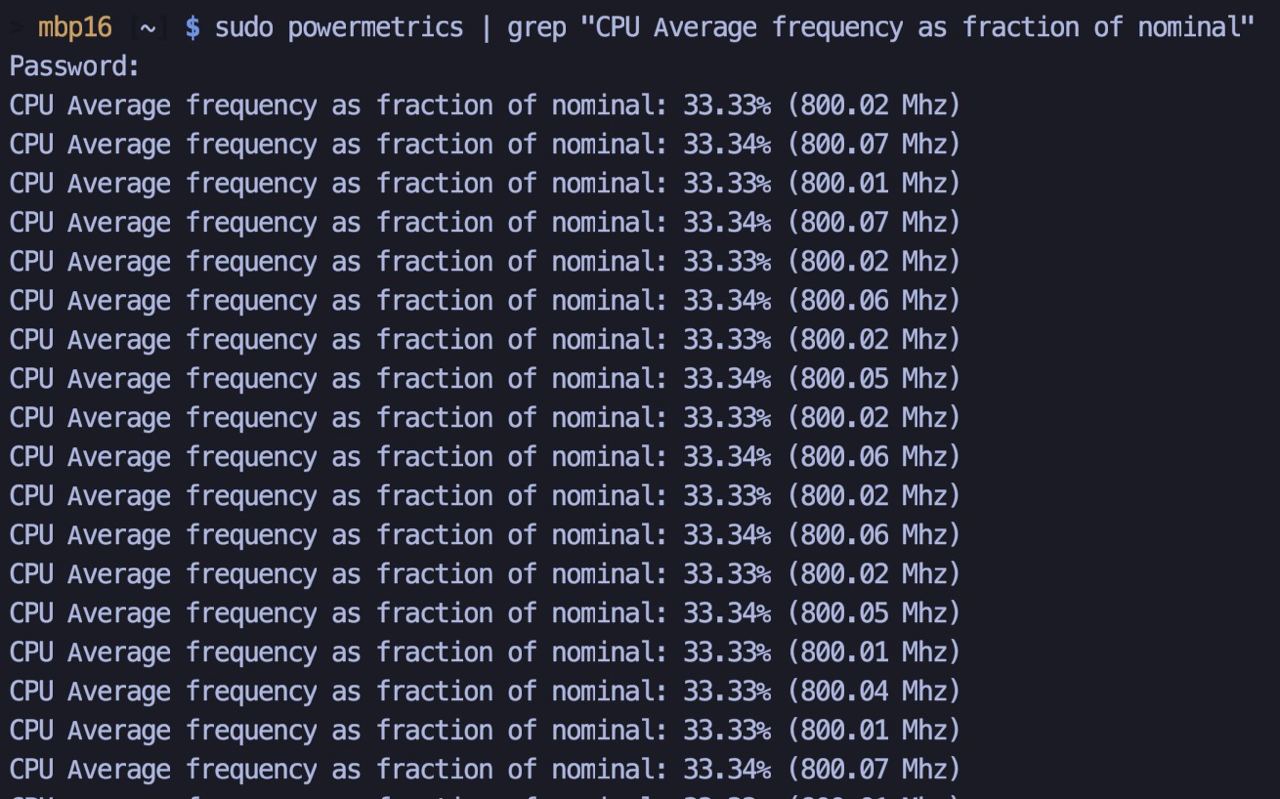 > mbp16 ~ $ sudo powermetrics | grep "CPU Average frequency as fraction of nominal"
Password:
CPU Average frequency as fraction of nominal: 33.33% (800.02 Mhz)
CPU Average frequency as fraction of nominal: 33.34% (800.07 Mhz)
CPU Average frequency as fraction of nominal: 33.33% (800.01 Mhz)
CPU Average frequency as fraction of nominal: 33.34% (800.07 Mhz)
CPU Average frequency as fraction of nominal: 33.33% (800.02 Mhz)
CPU Average frequency as fraction of nominal: 33.34% (800.06 Mhz)
CPU Average frequency as fraction of nominal: 33.33% (800.02 Mhz)
CPU Average frequency as fraction of nominal: 33.34% (800.05 Mhz)
CPU Average frequency as fraction of nominal: 33.33% (800.02 Mhz)
CPU Average frequency as fraction of nominal: 33.34% (800.06 Mhz)
CPU Average frequency as fraction of nominal: 33.33% (800.02 Mhz)
CPU Average frequency as fraction of nominal: 33.34% (800.06 Mhz)
CPU Average frequency as fraction of nominal: 33.33% (800.02 Mhz)
CPU Average frequency as fraction of nominal: 33.34% (800.05 Mhz)
CPU Average frequency as fraction of nominal: 33.33% (800.01 Mhz)
CPU Average frequency as fraction of nominal: 33.33% (800.04 Mhz)
CPU Average frequency as fraction of nominal: 33.33% (800.01 Mhz)
CPU Average frequency as fraction of nominal: 33.34% (800.07 Mhz)